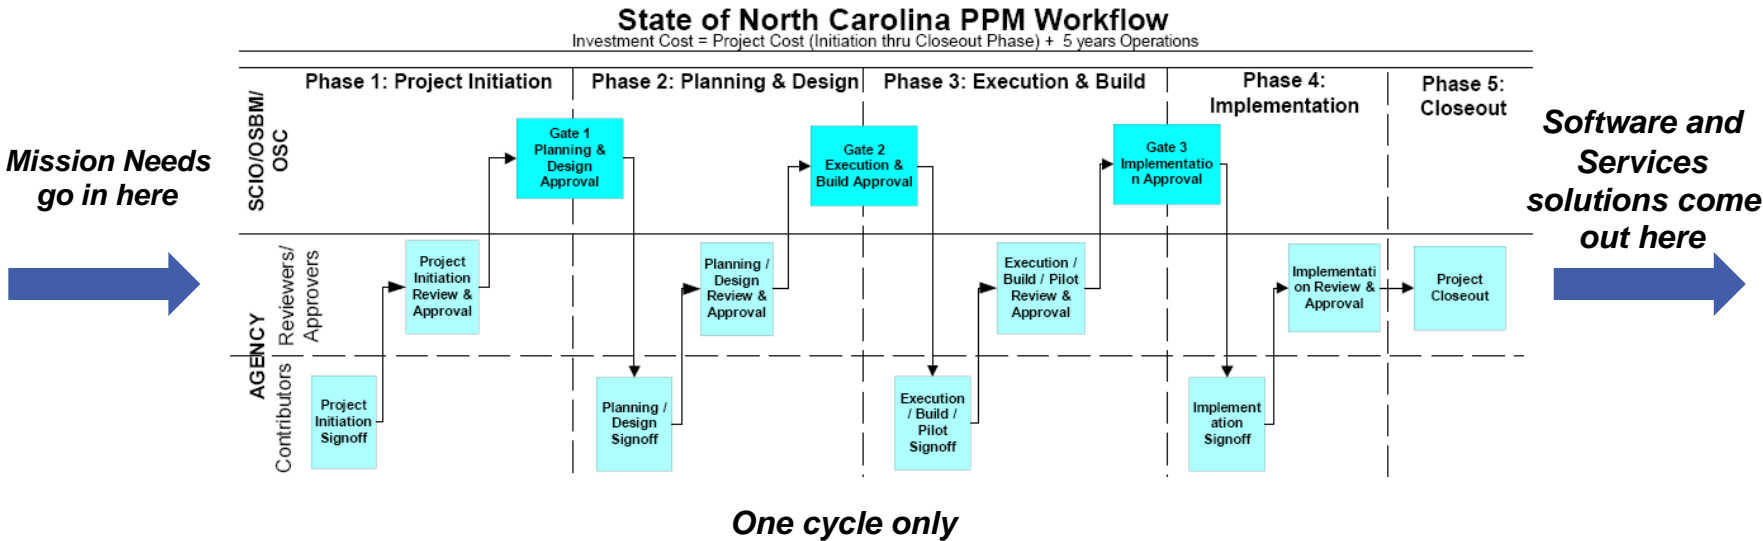 State of North Carolina PPM Workflow
Investment Cost = Project Cost (Initiation thru Closeout Phase) + 5 years Operations
Phase 1: Project Initiation
Phase 2: Planning & Design
Phase 3: Execution & Build
Phase 4:
Implementation
Phase 5:
Closeout
Mission Needs
go in here
SCIO/OSBM/
OSC
Gate 1
Planning &
Design
Approval
Gate 2
Execution &
Build Approval
Gate 3
Implementatio
n Approval
Software and
Services
solutions come
out here
AGENCY
Reviewers/
Approvers
Project
Initiation
Review &
Approval
Planning /
Design
Review &
Approval
Execution /
Build / Pilot
Review &
Approval
Implementati
on Review &
Approval
Project
Closeout
Contributors
Project
Initiation
Signoff
Planning /
Design
Signoff
Execution
/ Build /
Pilot
Signoff
Implement
ation
Signoff
One cycle only